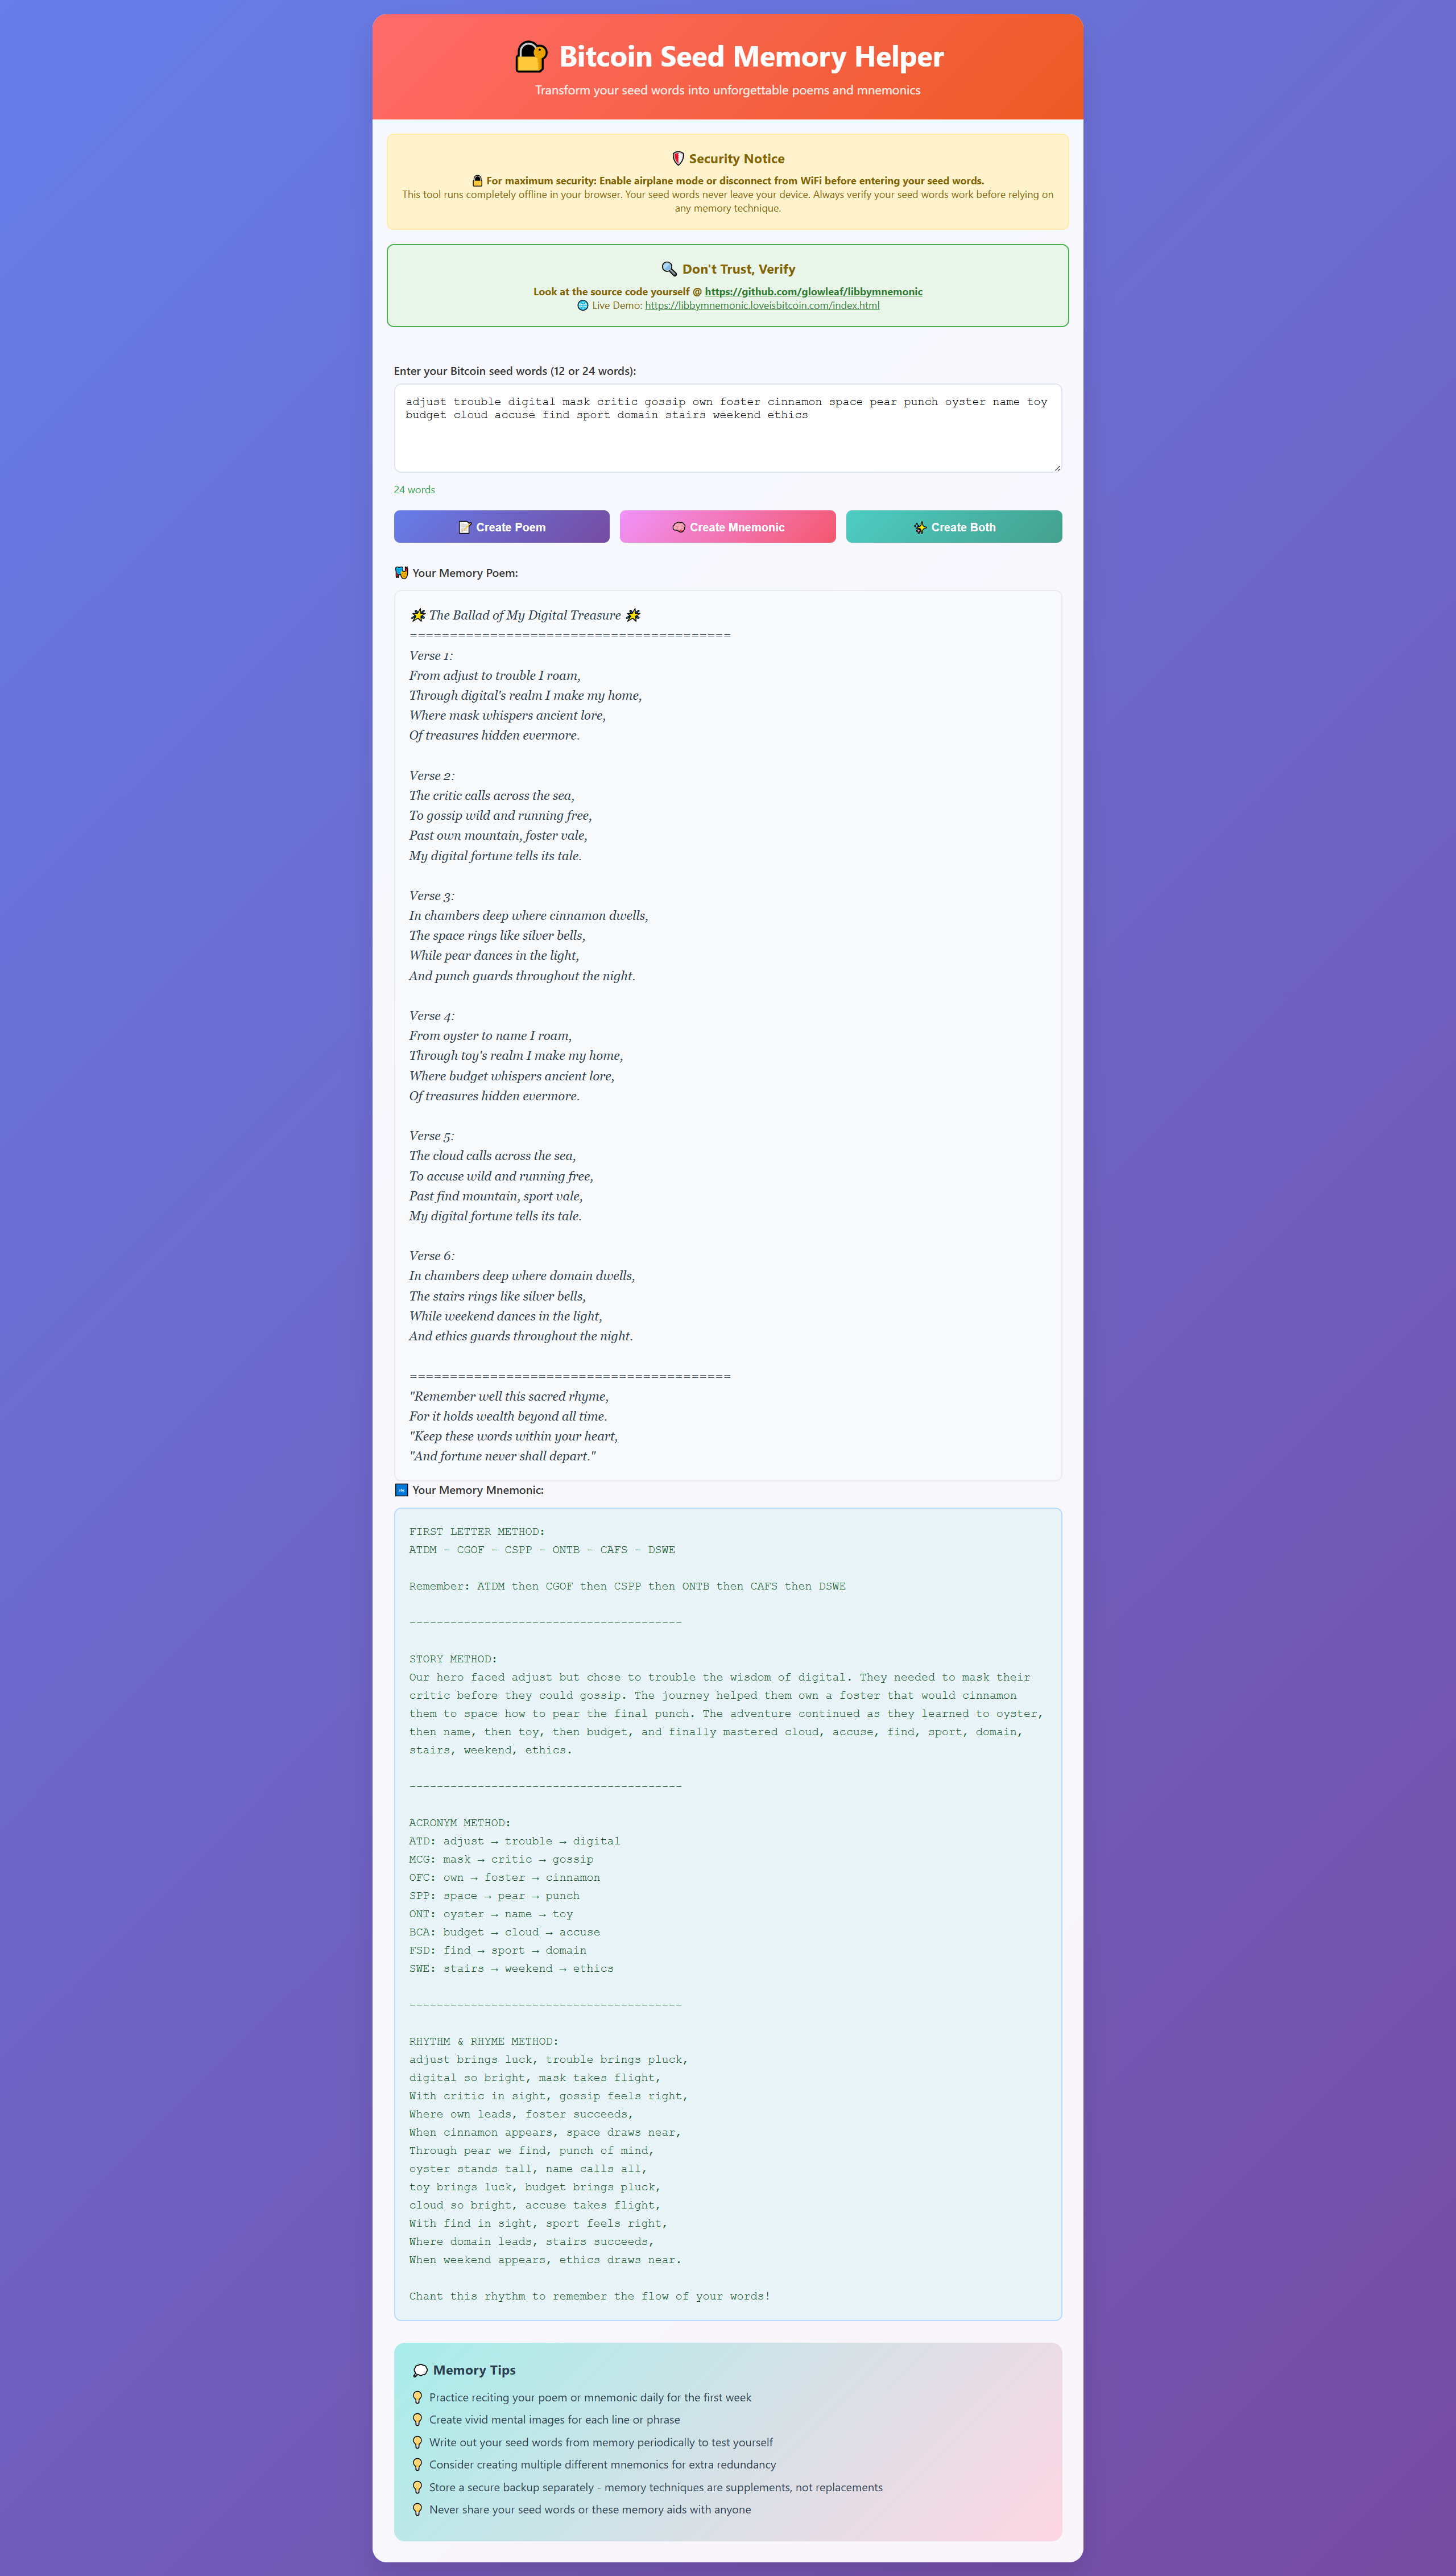 🔐 Bitcoin Seed Memory Helper
Transform your seed words into unforgettable poems and mnemonics
🛡️ Security Notice
🔒 For maximum security: Enable airplane mode or disconnect from WiFi before entering your seed words.
This tool runs completely offline in your browser. Your seed words never leave your device. Always verify your seed words work before relying on
any memory technique.
🔍 Don't Trust, Verify
Look at the source code yourself @ https://github.com/glowleaf/libbymnemonic
🌐 Live Demo: https://libbymnemonic.loveisbitcoin.com/index.html
Enter your Bitcoin seed words (12 or 24 words):
adjust trouble digital mask critic gossip own foster cinnamon space pear punch oyster name toy
budget cloud accuse find sport domain stairs weekend ethics
24 words
📝 Create Poem
🧠 Create Mnemonic
✨ Create Both
🎭 Your Memory Poem:
🌟 The Ballad of My Digital Treasure 🌟
========================================
Verse 1:
From adjust to trouble I roam,
Through digital's realm I make my home,
Where mask whispers ancient lore,
Of treasures hidden evermore.
Verse 2:
The critic calls across the sea,
To gossip wild and running free,
Past own mountain, foster vale,
My digital fortune tells its tale.
Verse 3:
In chambers deep where cinnamon dwells,
The space rings like silver bells,
While pear dances in the light,
And punch guards throughout the night.
Verse 4:
From oyster to name I roam,
Through toy's realm I make my home,
Where budget whispers ancient lore,
Of treasures hidden evermore.
Verse 5:
The cloud calls across the sea,
To accuse wild and running free,
Past find mountain, sport vale,
My digital fortune tells its tale.
Verse 6:
In chambers deep where domain dwells,
The stairs rings like silver bells,
While weekend dances in the light,
And ethics guards throughout the night.
========================================
"Remember well this sacred rhyme,
For it holds wealth beyond all time.
"Keep these words within your heart,
"And fortune never shall depart."
🔤 Your Memory Mnemonic:
FIRST LETTER METHOD:
ATDM - CGOF - CSPP - ONTB - CAFS - DSWE
Remember: ATDM then CGOF then CSPP then ONTB then CAFS then DSWE
----------------------------------------
STORY METHOD:
Our hero faced adjust but chose to trouble the wisdom of digital. They needed to mask their
critic before they could gossip. The journey helped them own a foster that would cinnamon
them to space how to pear the final punch. The adventure continued as they learned to oyster,
then name, then toy, then budget, and finally mastered cloud, accuse, find, sport, domain,
stairs, weekend, ethics.
----------------------------------------
ACRONYM METHOD:
ATD: adjust → trouble → digital
MCG: mask → critic → gossip
OFC: own → foster → cinnamon
SPP: space → pear → punch
ONT: oyster → name → toy
BCA: budget → cloud → accuse
FSD: find → sport → domain
SWE: stairs → weekend → ethics
----------------------------------------
RHYTHM & RHYME METHOD:
adjust brings luck, trouble brings pluck,
digital so bright, mask takes flight,
With critic in sight, gossip feels right,
Where own leads, foster succeeds,
When cinnamon appears, space draws near,
Through pear we find, punch of mind,
oyster stands tall, name calls all,
toy brings luck, budget brings pluck,
cloud so bright, accuse takes flight,
With find in sight, sport feels right,
Where domain leads, stairs succeeds,
When weekend appears, ethics draws near.
Chant this rhythm to remember the flow of your words!
💭 Memory Tips
💡 Practice reciting your poem or mnemonic daily for the first week
💡 Create vivid mental images for each line or phrase
💡 Write out your seed words from memory periodically to test yourself
💡 Consider creating multiple different mnemonics for extra redundancy
💡 Store a secure backup separately - memory techniques are supplements, not replacements
💡 Never share your seed words or these memory aids with anyone